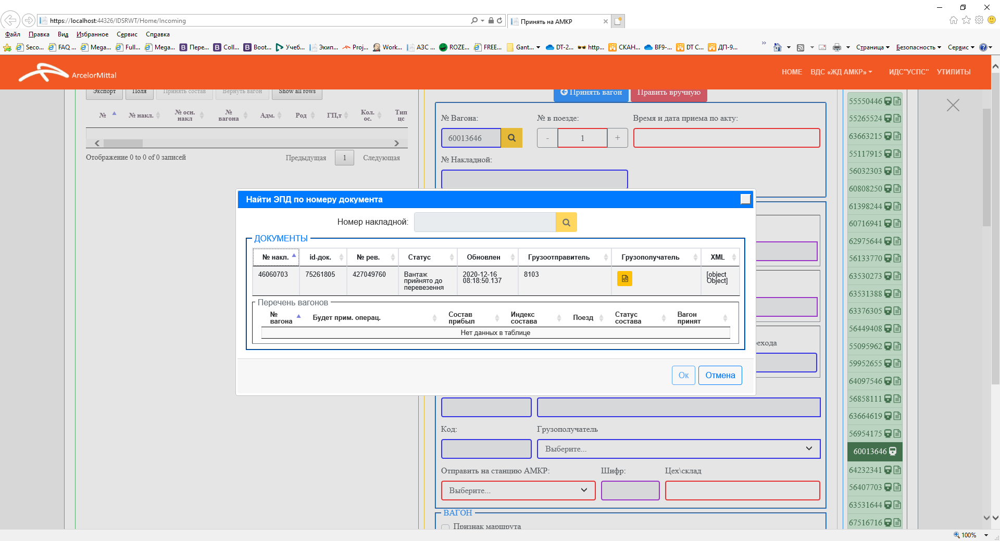 https://localhost:44326/IDSRWT/Home/Incoming
Принять на АМКР
Файл Правка Вид Избранное Сервис Справка
Seco... FAQ ... Mega... Full... Mega... Пере... Coll... Boot... Учеб... Экип... Proj... Work... АЗС ... ROZE... FREE... Gant... DT-2... http... СКАН... BF9-... DT C... ДП-9...
Страница Безопасность Сервис
ArcelorMittal
HOME ВДС «ЖД АМКР» ИДС"УСПС" УТИЛИТЫ
Экспорт Поля Принять состав Вернуть вагон Show all rows
№ № накл. № осн. накл № вагона Адм. Род ГП,т Кол. ос. Тип цс
Отображение 0 to 0 of 0 записей
Предыдущая 1 Следующая
Принять вагон Править вручную
№ Вагона: № в поезде: Время и дата приема по акту:
60013646 - 1 +
№ Накладной:
Найти ЭПД по номеру документа
Номер накладной:
ДОКУМЕНТЫ
№ накл. id-док. № рев. Статус Обновлен Грузоотправитель Грузополучатель XML
46060703 75261805 427049760 Вантаж прийнято до перевезення 2020-12-16 08:18:50.137 8103 [object Object]
Перечень вагонов
№ вагона Будет прим. операц. Состав прибыл Индекс состава Поезд Статус состава Вагон принят
Нет данных в таблице
Ок Отмена
ехода
Код: Грузополучатель
Выберите...
Отправить на станцию АМКР: Шифр: Цех\склад
Выберите...
ВАГОН
Признак маршрута
55550446
55265524
63663215
55117915
56032303
60808250
61398244
60716941
62975644
56133770
63530273
63531388
63376305
56449408
55095962
59952655
64097546
56858111
63664619
56954175
60013646
64232341
56407703
63531644
67516716
100%